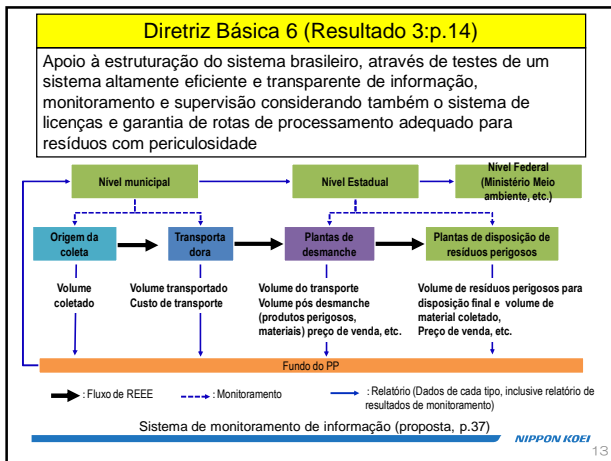 Diretriz Básica 6 (Resultado 3:p.14)
Apoio à estruturação do sistema brasileiro, através de testes de um
sistema altamente eficiente e transparente de informação,
monitoramento e supervisão considerando também o sistema de
licenças e garantia de rotas de processamento adequado para
resíduos com periculosidade
Nível municipal
Nível Estadual
Nível Federal
(Ministério Meio
ambiente, etc.)
Origem da
coleta
Transporta
dora
Plantas de
desmanche
Plantas de disposição de
resíduos perigosos
Volume
coletado
Volume transportado
Custo de transporte
Volume do transporte
Volume pós desmanche
(produtos perigosos,
materiais) preço de venda, etc.
Volume de resíduos perigosos para
disposição final e volume de
material coletado,
Preço de venda, etc.
Fundo do PP
: Fluxo de REEE
: Monitoramento
: Relatório (Dados de cada tipo, inclusive relatório de
resultados de monitoramento)
Sistema de monitoramento de informação (proposta, p.37)
NIPPON KOEI
13